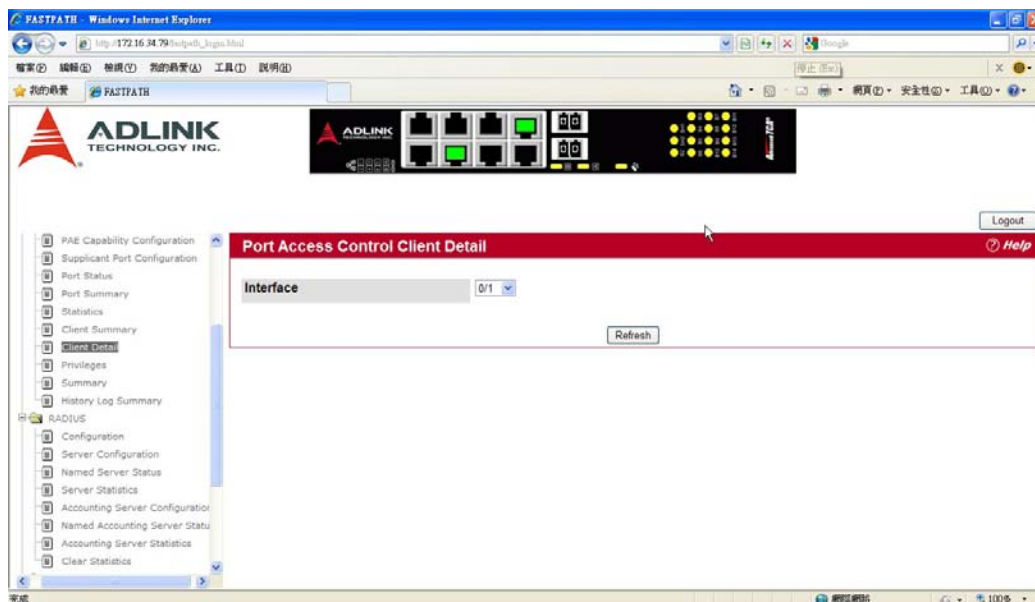 FASTPATH - Windows Internet Explorer
http://172.16.34.79/fastpath_login.html
Google
檔案(F) 編輯(E) 檢視(V) 我的最愛(A) 工具(T) 說明(H)
停止 (Esc)
我的最愛 FASTPATH
網頁(P) 安全性(S) 工具(O)
ADLINK
TECHNOLOGY INC.
ADLINK
Logout
PAE Capability Configuration
Supplicant Port Configuration
Port Status
Port Summary
Statistics
Client Summary
Client Detail
Privileges
Summary
History Log Summary
RADIUS
Configuration
Server Configuration
Named Server Status
Server Statistics
Accounting Server Configuration
Named Accounting Server Statu
Accounting Server Statistics
Clear Statistics
Port Access Control Client Detail
Help
Interface 0/1
Refresh
完成
網際網路
100%